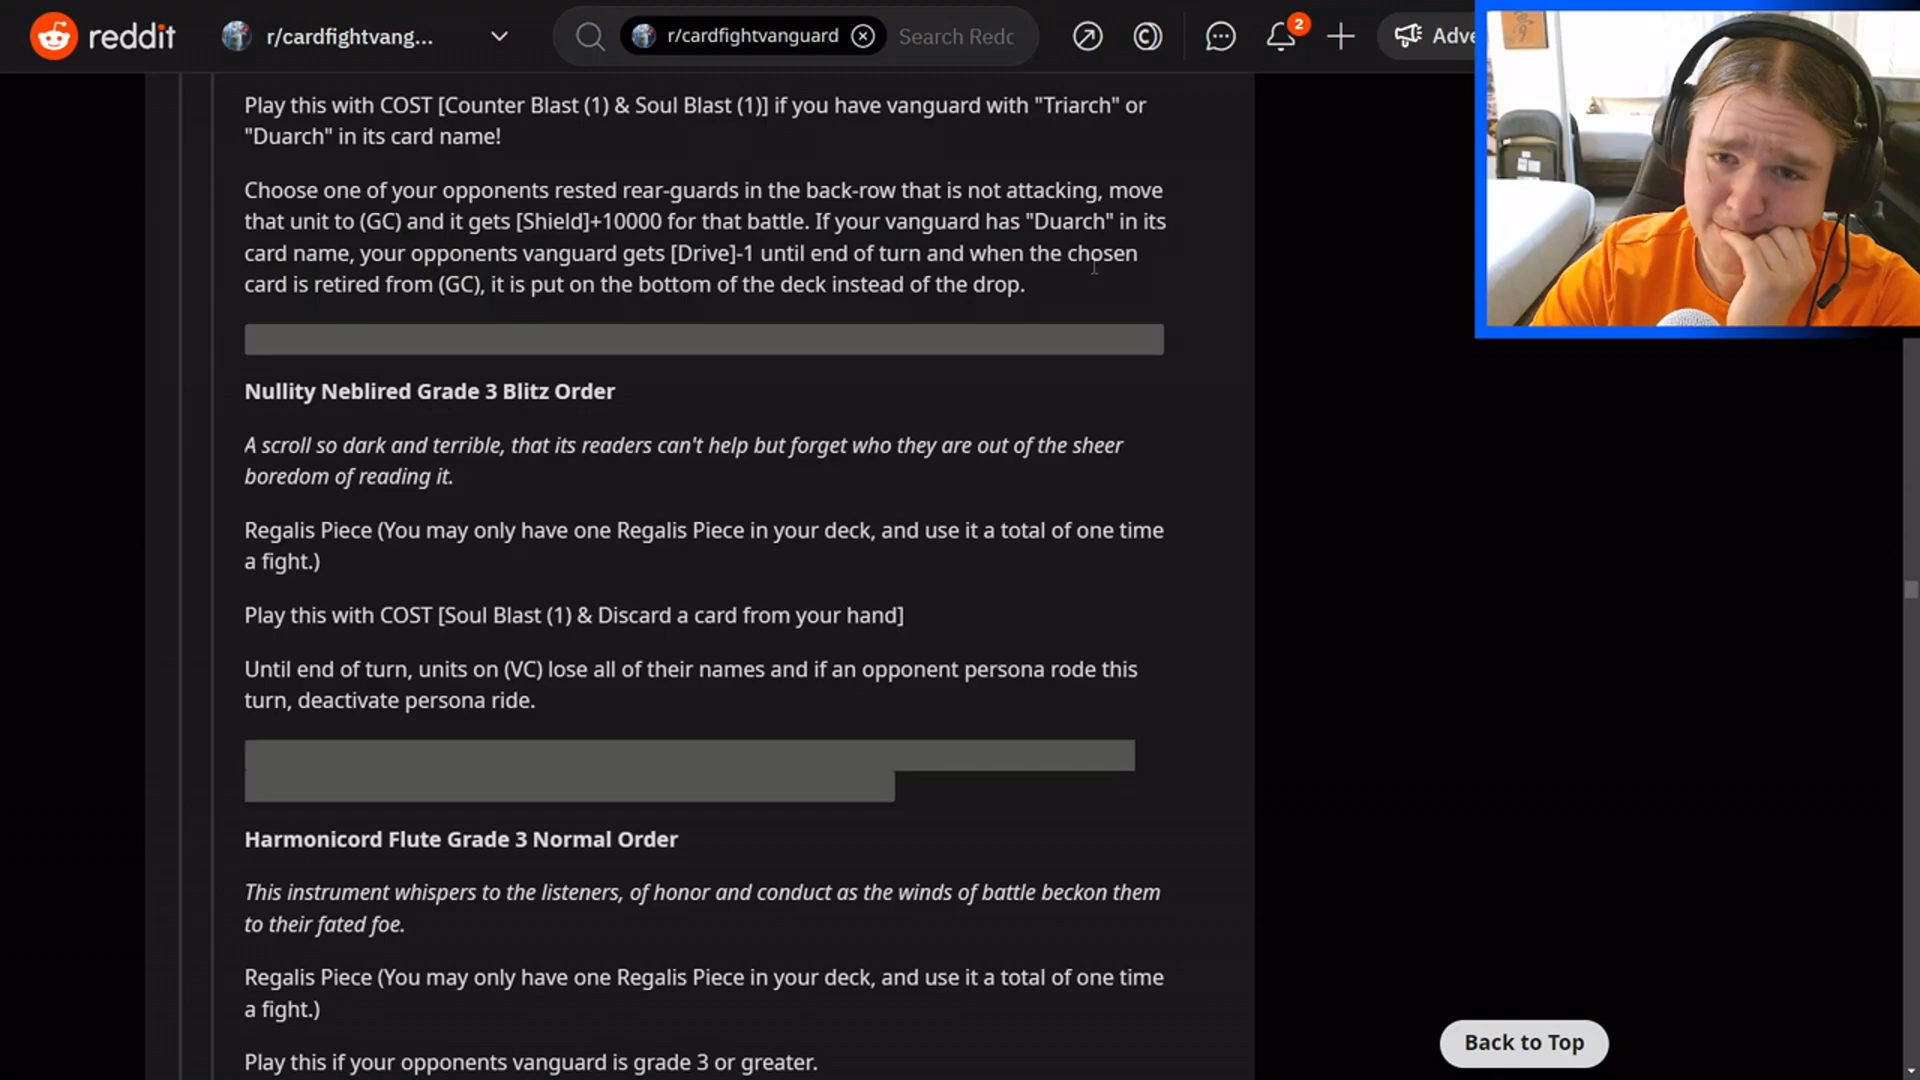 reddit
r/cardfightvang...
r/cardfightvanguard
Search Redc
2
Adve
Play this with COST [Counter Blast (1) & Soul Blast (1)] if you have vanguard with "Triarch" or
"Duarch" in its card name!
Choose one of your opponents rested rear-guards in the back-row that is not attacking, move
that unit to (GC) and it gets [Shield]+10000 for that battle. If your vanguard has "Duarch" in its
card name, your opponents vanguard gets [Drive]-1 until end of turn and when the chosen
card is retired from (GC), it is put on the bottom of the deck instead of the drop.
Nullity Neblired Grade 3 Blitz Order
A scroll so dark and terrible, that its readers can't help but forget who they are out of the sheer
boredom of reading it.
Regalis Piece (You may only have one Regalis Piece in your deck, and use it a total of one time
a fight.)
Play this with COST [Soul Blast (1) & Discard a card from your hand]
Until end of turn, units on (VC) lose all of their names and if an opponent persona rode this
turn, deactivate persona ride.
Harmonicord Flute Grade 3 Normal Order
This instrument whispers to the listeners, of honor and conduct as the winds of battle beckon them
to their fated foe.
Regalis Piece (You may only have one Regalis Piece in your deck, and use it a total of one time
a fight.)
Play this if your opponents vanguard is grade 3 or greater.
Back to Top